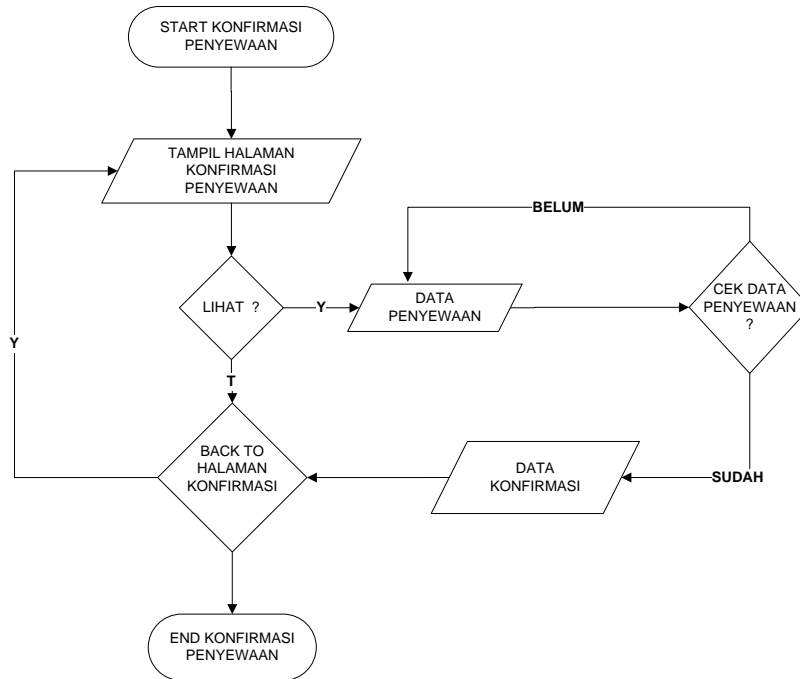 START KONFIRMASI
PENYEWAAN
TAMPIL HALAMAN
KONFIRMASI
PENYEWAAN
BELUM
LIHAT ?
Y
DATA
PENYEWAAN
CEK DATA
PENYEWAAN
?
Y
T
BACK TO
HALAMAN
KONFIRMASI
DATA
KONFIRMASI
SUDAH
END KONFIRMASI
PENYEWAAN